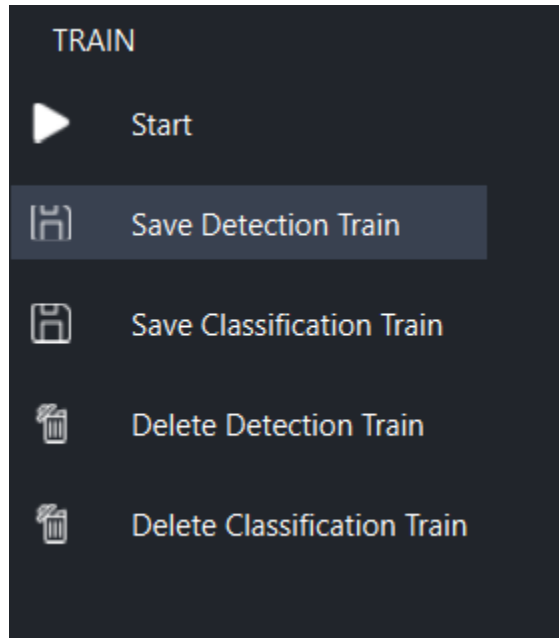 TRAIN
Start
Save Detection Train
Save Classification Train
Delete Detection Train
Delete Classification Train